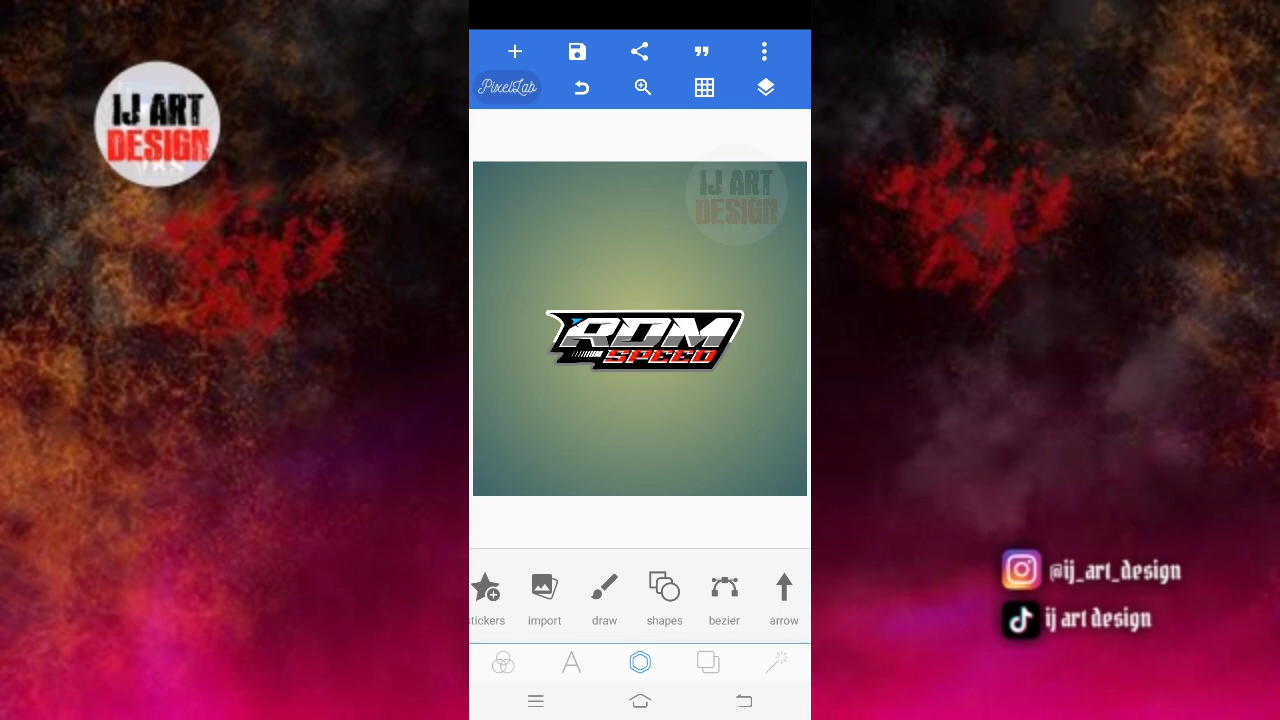 IJ ART
DESIGN
PixelLab
IJ ART
DESIGN
RDM
SPEED
stickers
import
draw
shapes
bezier
arrow
@ij_art_design
ij art design